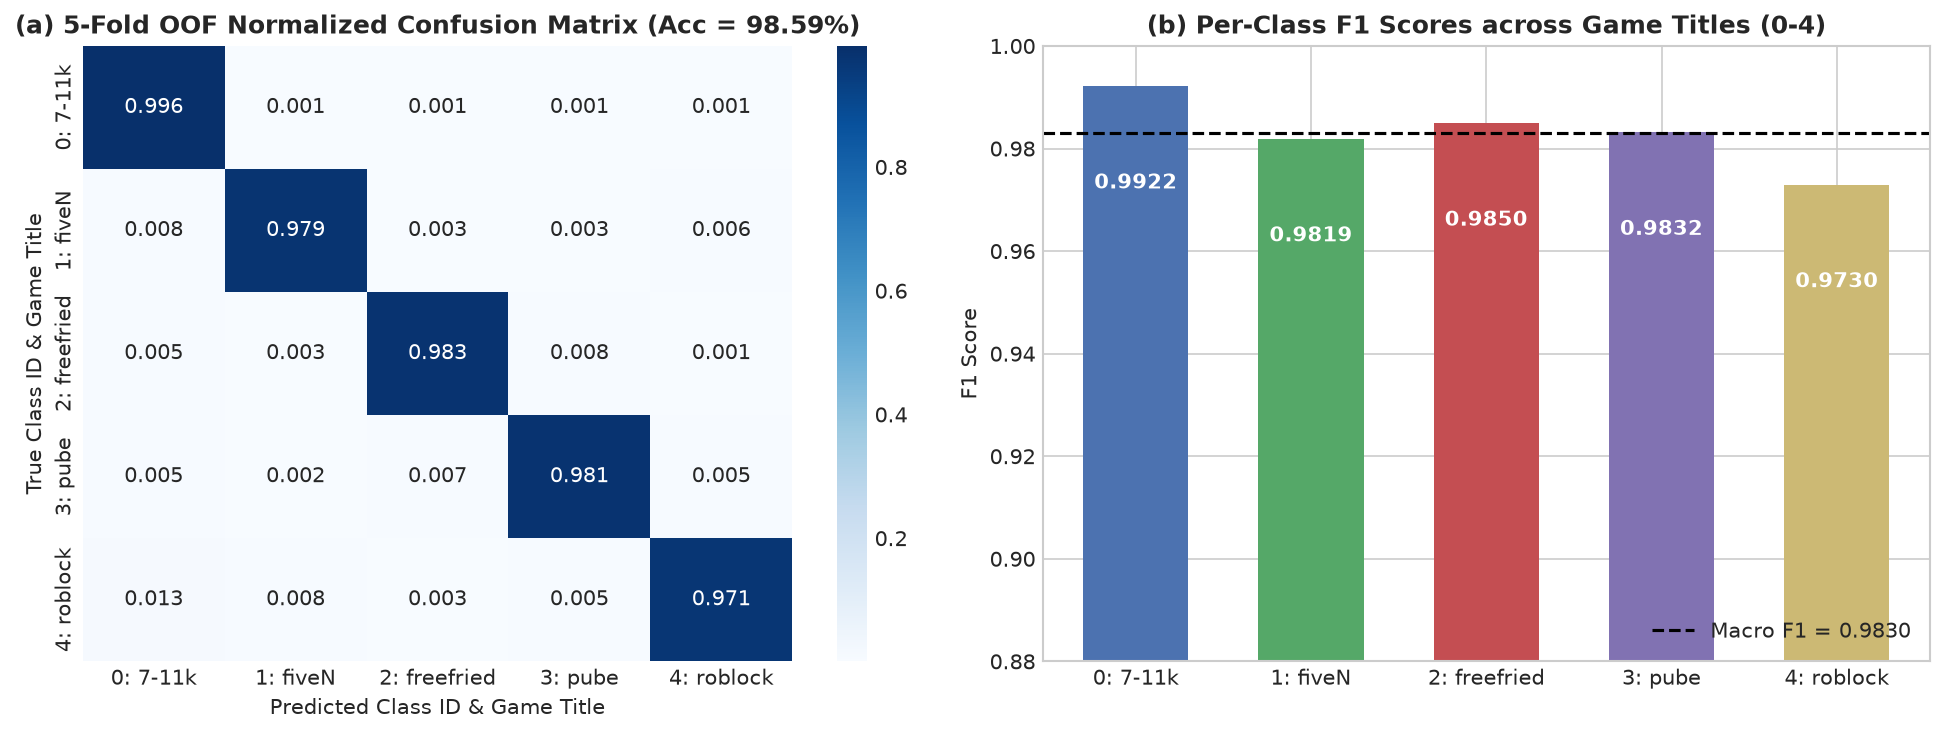 (a) 5-Fold OOF Normalized Confusion Matrix (Acc = 98.59%)
True Class ID & Game Title
0: 7-11k
0.996 0.001 0.001 0.001 0.001
1: fiveN
0.008 0.979 0.003 0.003 0.006
2: freefried
0.005 0.003 0.983 0.008 0.001
3: pube
0.005 0.002 0.007 0.981 0.005
4: roblock
0.013 0.008 0.003 0.005 0.971
0: 7-11k 1: fiveN 2: freefried 3: pube 4: roblock
Predicted Class ID & Game Title
0.8
0.6
0.4
0.2
(b) Per-Class F1 Scores across Game Titles (0-4)
F1 Score
1.00
0.98
0.96
0.94
0.92
0.90
0.88
0.9922
0.9819
0.9850
0.9832
0.9730
Macro F1 = 0.9830
0: 7-11k 1: fiveN 2: freefried 3: pube 4: roblock